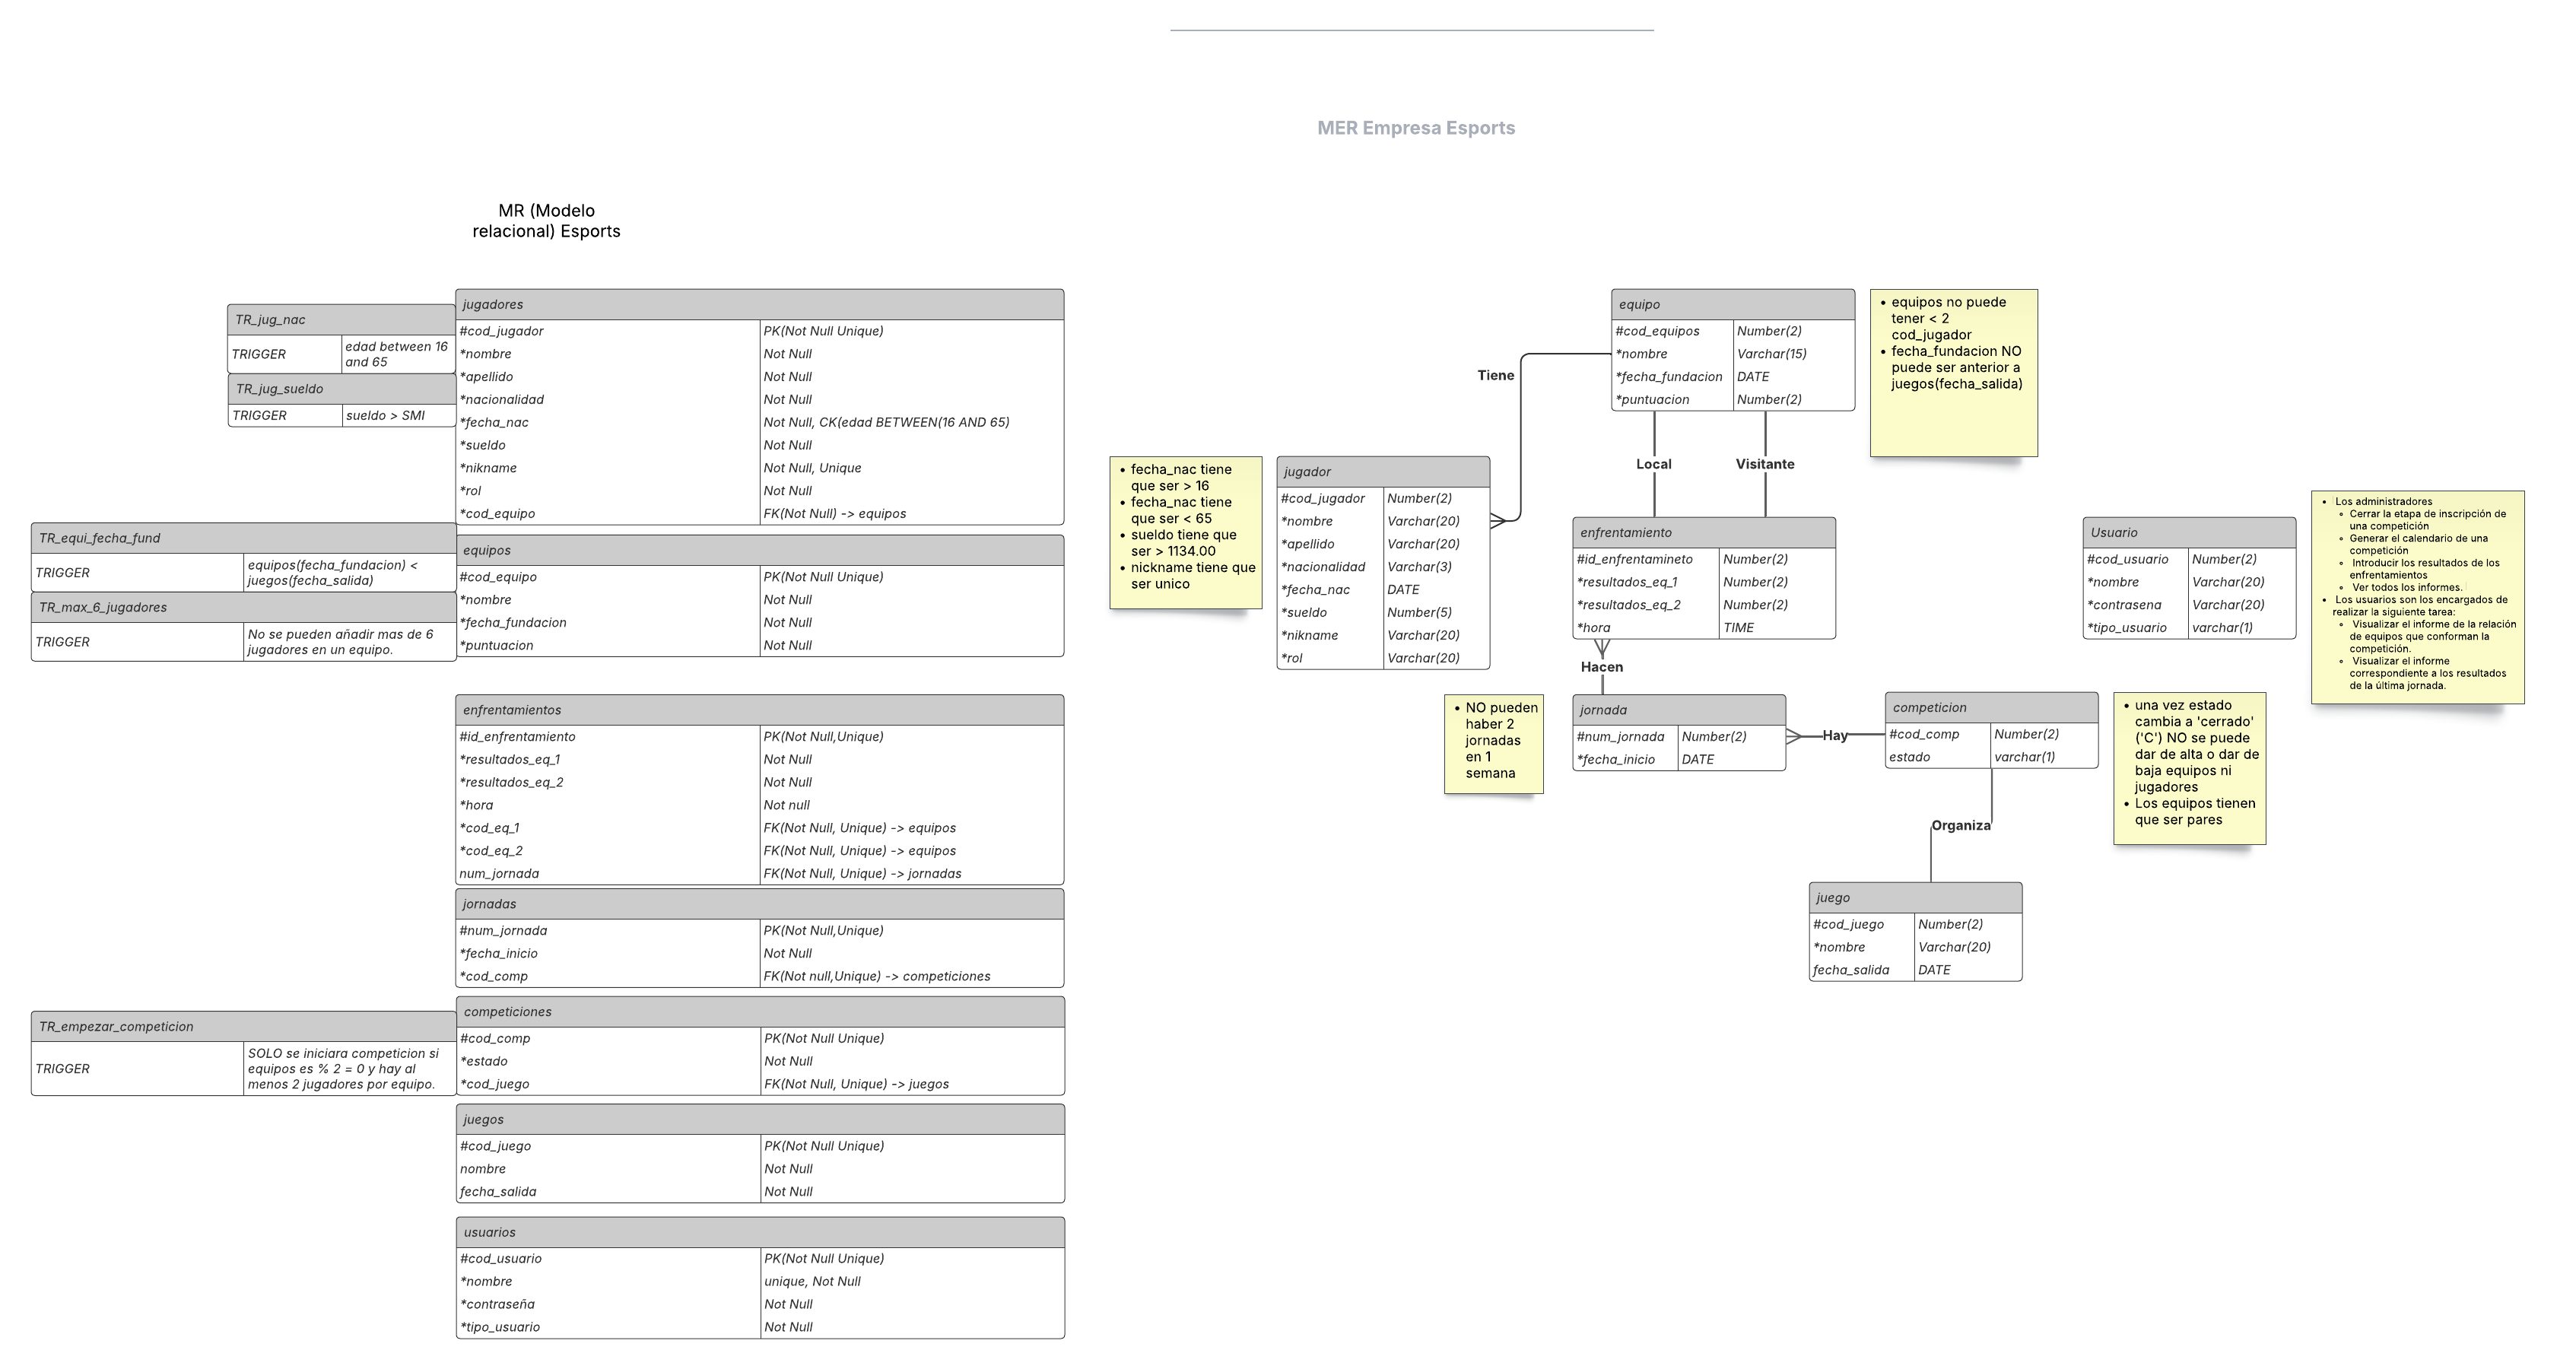 MER Empresa Esports
MR (Modelo
relacional) Esports
TR_jug_nac
TRIGGER
edad between 16
and 65
TR_jug_sueldo
TRIGGER
sueldo > SMI
jugadores
#cod_jugador
PK(Not Null Unique)
*nombre
Not Null
*apellido
Not Null
*nacionalidad
Not Null
*fecha_nac
Not Null, CK(edad BETWEEN(16 AND 65)
*sueldo
Not Null
*nikname
Not Null, Unique
*rol
Not Null
*cod_equipo
FK(Not Null) -> equipos
TR_equi_fecha_fund
TRIGGER
equipos(fecha_fundacion) <
juegos(fecha_salida)
TR_max_6_jugadores
TRIGGER
No se pueden añadir mas de 6
jugadores en un equipo.
equipos
#cod_equipo
PK(Not Null Unique)
*nombre
Not Null
*fecha_fundacion
Not Null
*puntuacion
Not Null
enfrentamientos
#id_enfrentamiento
PK(Not Null,Unique)
*resultados_eq_1
Not Null
*resultados_eq_2
Not Null
*hora
Not null
*cod_eq_1
FK(Not Null, Unique) -> equipos
*cod_eq_2
FK(Not Null, Unique) -> equipos
num_jornada
FK(Not Null, Unique) -> jornadas
jornadas
#num_jornada
PK(Not Null,Unique)
*fecha_inicio
Not Null
*cod_comp
FK(Not null,Unique) -> competiciones
TR_empezar_competicion
TRIGGER
SOLO se iniciara competicion si
equipos es % 2 = 0 y hay al
menos 2 jugadores por equipo.
competiciones
#cod_comp
PK(Not Null Unique)
*estado
Not Null
*cod_juego
FK(Not Null, Unique) -> juegos
juegos
#cod_juego
PK(Not Null Unique)
nombre
Not Null
fecha_salida
Not Null
usuarios
#cod_usuario
PK(Not Null Unique)
*nombre
unique, Not Null
*contraseña
Not Null
*tipo_usuario
Not Null
equipo
#cod_equipos
Number(2)
*nombre
Varchar(15)
*fecha_fundacion
DATE
*puntuacion
Number(2)
• equipos no puede
tener < 2
cod_jugador
• fecha_fundacion NO
puede ser anterior a
juegos(fecha_salida)
Tiene
Local
Visitante
• fecha_nac tiene
que ser > 16
• fecha_nac tiene
que ser < 65
• sueldo tiene que
ser > 1134.00
• nickname tiene que
ser unico
jugador
#cod_jugador
Number(2)
*nombre
Varchar(20)
*apellido
Varchar(20)
*nacionalidad
Varchar(3)
*fecha_nac
DATE
*sueldo
Number(5)
*nikname
Varchar(20)
*rol
Varchar(20)
enfrentamiento
#id_enfrentamineto
Number(2)
*resultados_eq_1
Number(2)
*resultados_eq_2
Number(2)
*hora
TIME
Hacen
Usuario
#cod_usuario
Number(2)
*nombre
Varchar(20)
*contrasena
Varchar(20)
*tipo_usuario
varchar(1)
• Los administradores
◦ Cerrar la etapa de inscripción de
una competición
◦ Generar el calendario de una
competición
◦ Introducir los resultados de los
enfrentamientos
◦ Ver todos los informes.
• Los usuarios son los encargados de
realizar la siguiente tarea:
◦ Visualizar el informe de la relación
de equipos que conforman la
competición.
◦ Visualizar el informe
correspondiente a los resultados
de la última jornada.
• NO pueden
haber 2
jornadas
en 1
semana
jornada
#num_jornada
Number(2)
*fecha_inicio
DATE
Hay
competicion
#cod_comp
Number(2)
estado
varchar(1)
• una vez estado
cambia a 'cerrado'
('C') NO se puede
dar de alta o dar de
baja equipos ni
jugadores
• Los equipos tienen
que ser pares
Organiza
juego
#cod_juego
Number(2)
*nombre
Varchar(20)
fecha_salida
DATE